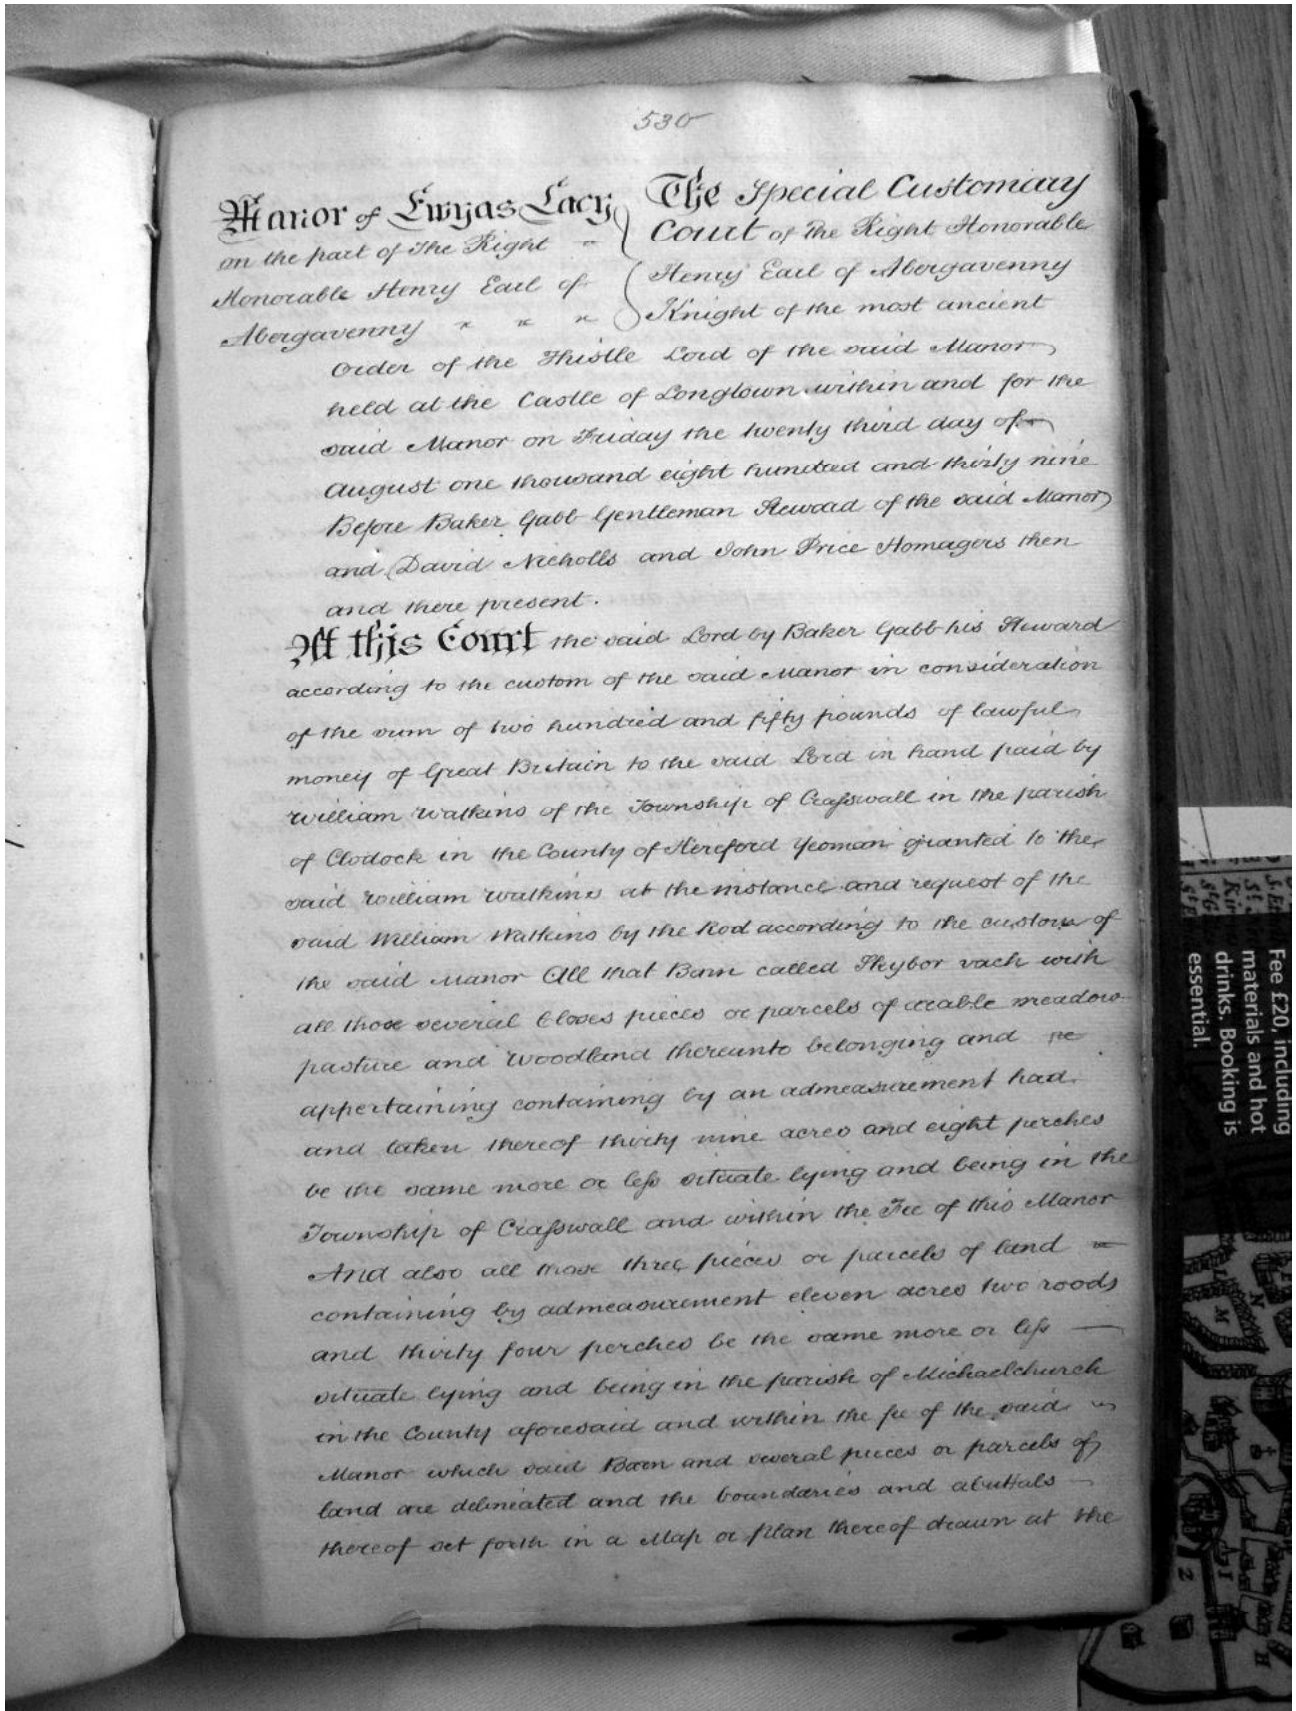 530
Manor of Ewyas Lacy
on the part of The Right
Honorable Henry Earl of
Abergavenny
The Special Customary
Court of The Right Honorable
Henry Earl of Abergavenny
Knight of the most ancient
Order of the Thistle Lord of the said Manor
held at the Castle of Longtown within and for the
said Manor on Friday the twenty third day of
August one thousand eight hundred and thirty nine
Before Baker Gabb Gentleman Steward of the said Manor
and David Nicholls and John Price Homagers then
and there present.
At this Court the said Lord by Baker Gabb his Steward
according to the custom of the said Manor in consideration
of the sum of two hundred and fifty pounds of lawful
money of Great Britain to the said Lord in hand paid by
William Watkins of the Township of Crasswall in the parish
of Clodock in the County of Hereford Yeoman granted to the
said William Watkins at the instance and request of the
said William Watkins by the Rod according to the custom of
the said Manor All that Barn called Skybor vach with
all those several Closes pieces or parcels of arable meadow
pasture and Woodland thereunto belonging and
appertaining containing by an admeasurement had
and taken thereof thirty nine acres and eight perches
be the same more or less situate lying and being in the
Township of Crasswall and within the Fee of this Manor
And also all those three pieces or parcels of land
containing by admeasurement eleven acres two roods
and thirty four perches be the same more or less
situate lying and being in the parish of Michaelchurch
in the County aforesaid and within the fee of the said
Manor which said Barn and several pieces or parcels of
land are delineated and the boundaries and abuttals
thereof set forth in a Map or plan thereof drawn at the
Fee £20, including
materials and hot
drinks. Booking is
essential.